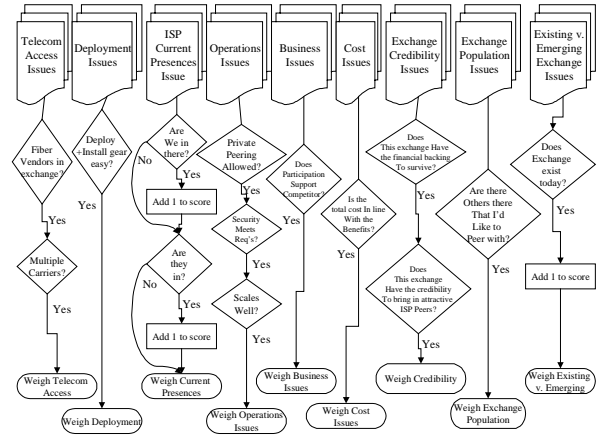 Telecom
Access
Issues
Deployment
Issues
ISP
Current
Presences
Issue
Operations
Issues
Business
Issues
Cost
Issues
Exchange
Credibility
Issues
Exchange
Population
Issues
Existing v.
Emerging
Exchange
Issues
Fiber
Vendors in
exchange?
Yes
Multiple
Carriers?
Yes
Weigh Telecom
Access
Deploy
+Install gear
easy?
Yes
Weigh Deployment
Are
We in
there?
No
Yes
Add 1 to score
Are
they
in?
No
Yes
Add 1 to score
Weigh Current
Presences
Private
Peering
Allowed?
Yes
Security
Meets
Req's?
Yes
Scales
Well?
Yes
Weigh Operations
Issues
Does
Participation
Support
Competitor?
Yes
Weigh Business
Issues
Is the
total cost In line
With the
Benefits?
Yes
Weigh Cost
Issues
Does
This exchange Have
the financial backing
To survive?
Yes
Does
This exchange
Have the credibility
To bring in attractive
ISP Peers?
Yes
Weigh Credibility
Are there
Others there
That I'd
Like to
Peer with?
Yes
Weigh Exchange
Population
Does
Exchange
exist
today?
Yes
Add 1 to score
Weigh Existing
v. Emerging